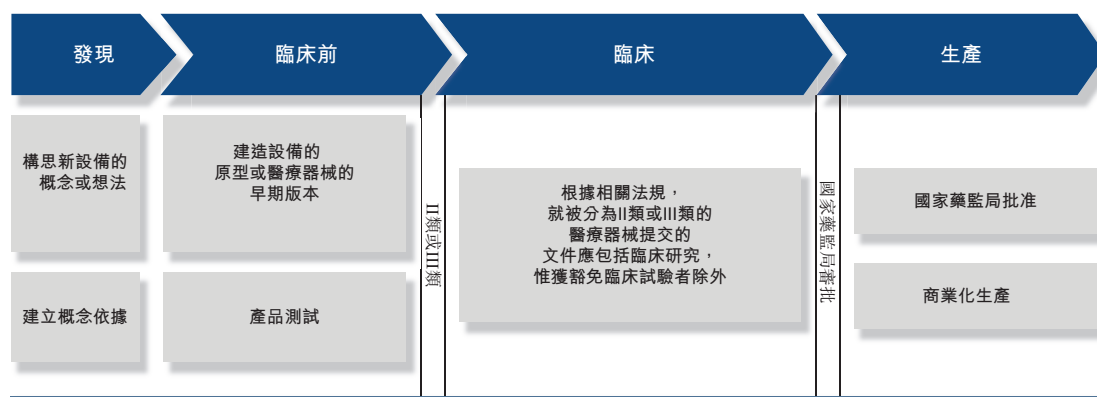 發現
臨床前
臨床
生產
構思新設備的
概念或想法
建立概念依據
建造設備的
原型或醫療器械的
早期版本
產品測試
II類或III類
根據相關法規，
就被分為II類或III類的
醫療器械提交的
文件應包括臨床研究，
惟獲豁免臨床試驗者除外
國家藥監局審批
國家藥監局批准
商業化生產